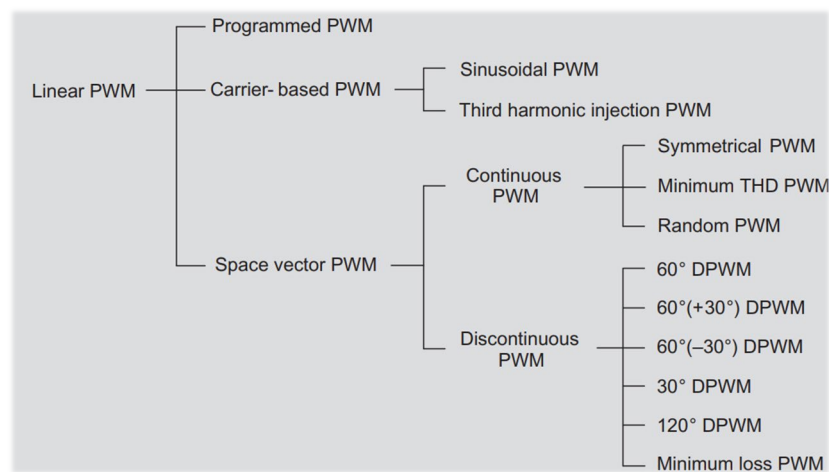 Programmed PWM
Linear PWM
Carrier- based PWM
Sinusoidal PWM
Third harmonic injection PWM
Space vector PWM
Continuous
PWM
Symmetrical PWM
Minimum THD PWM
Random PWM
Discontinuous
PWM
60° DPWM
60°(+30°) DPWM
60°(–30°) DPWM
30° DPWM
120° DPWM
Minimum loss PWM